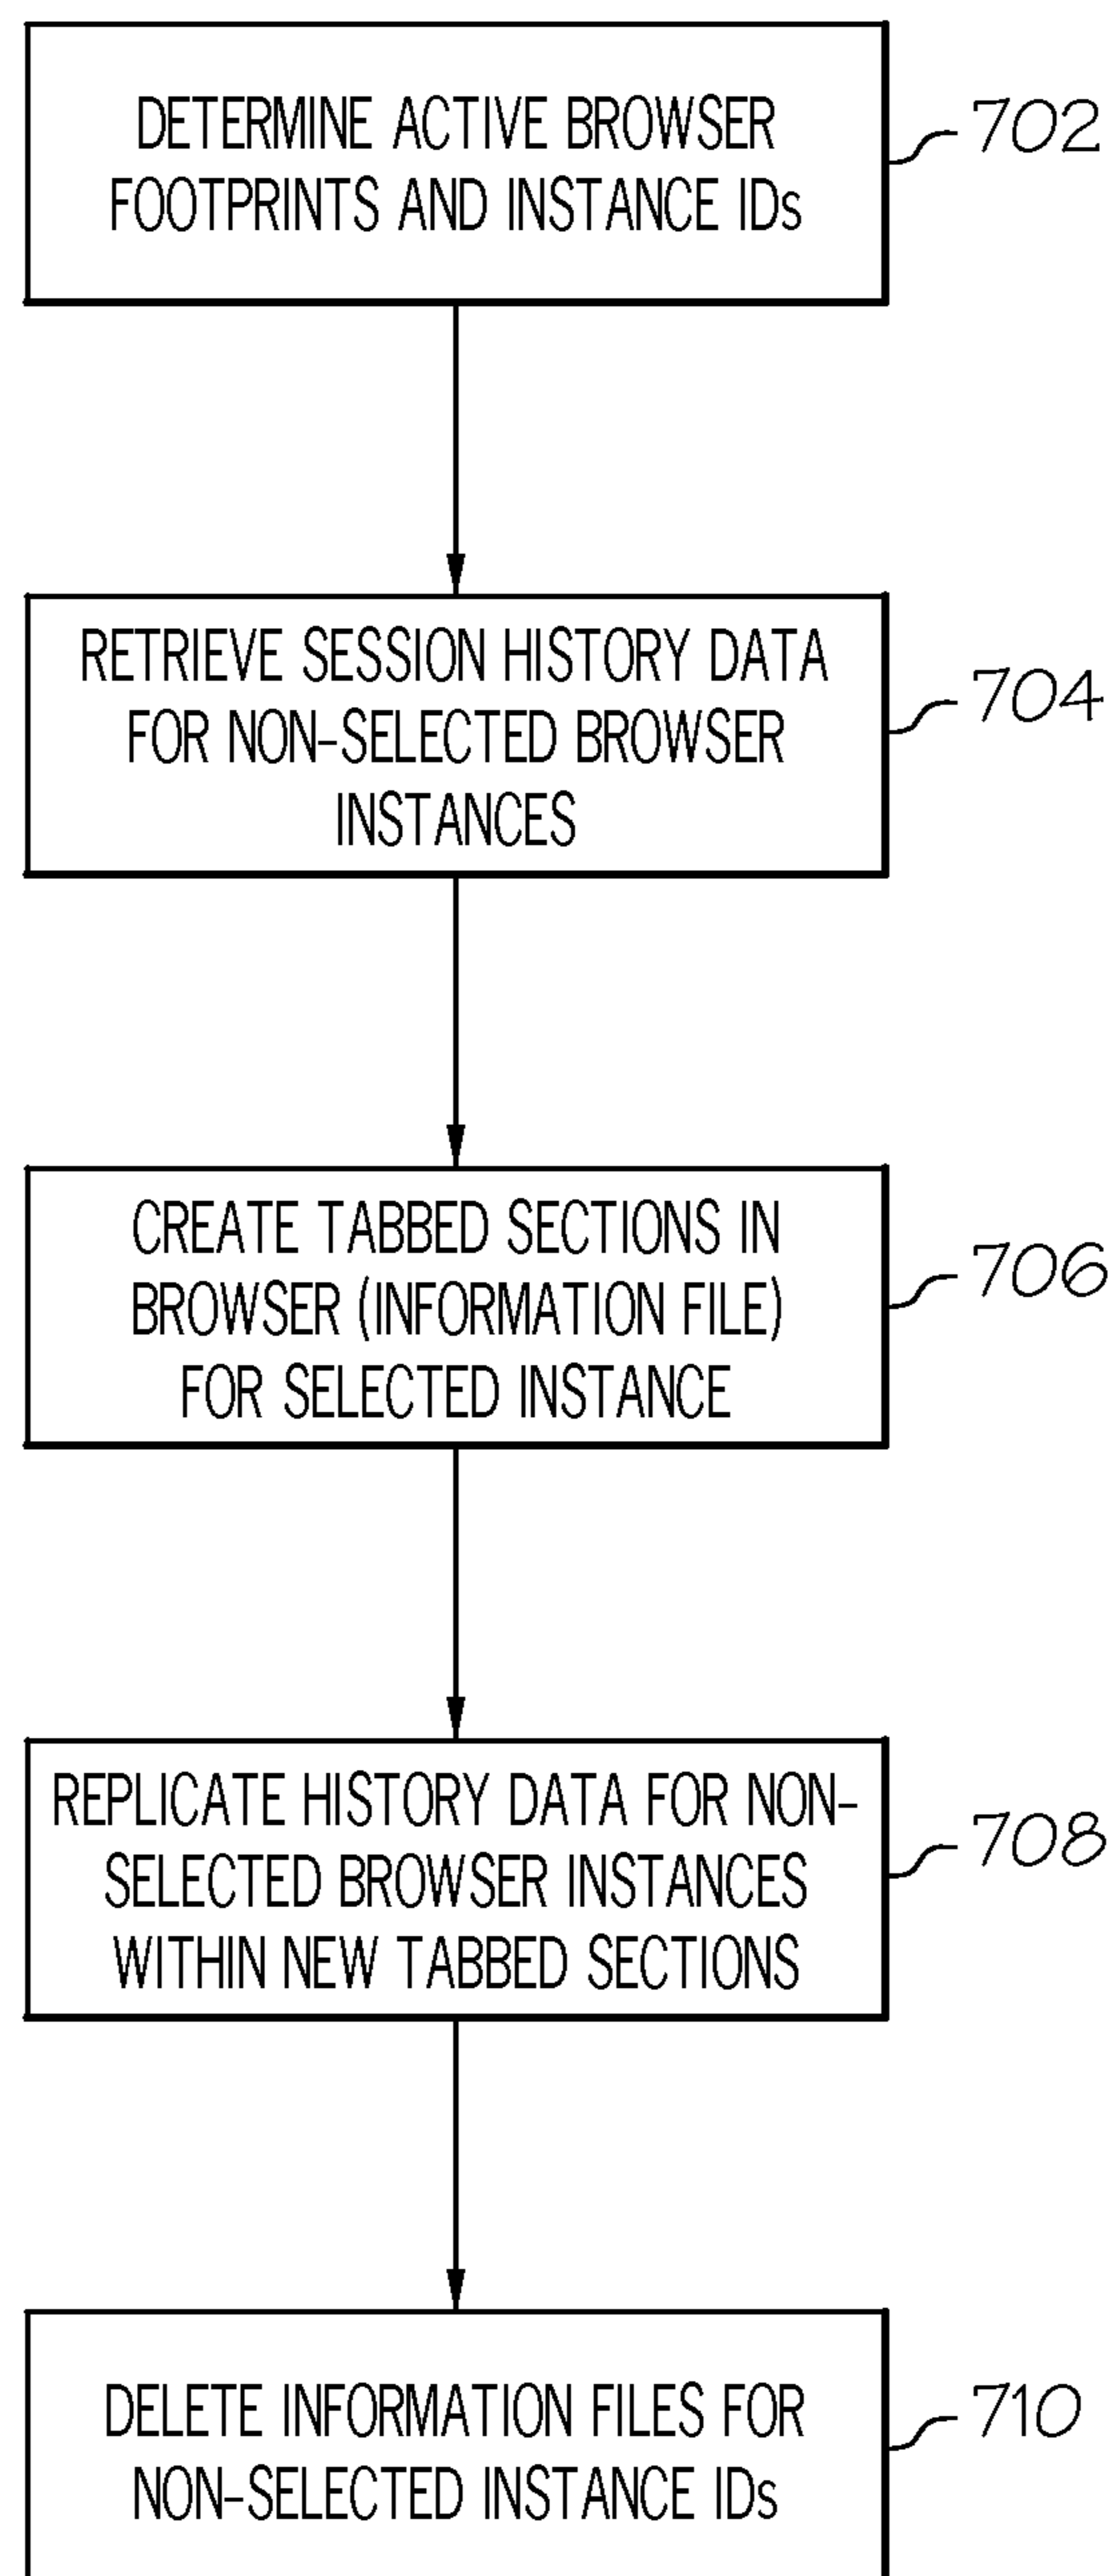 DETERMINE ACTIVE BROWSER
FOOTPRINTS AND INSTANCE IDs
702
RETRIEVE SESSION HISTORY DATA
FOR NON-SELECTED BROWSER
INSTANCES
704
CREATE TABBED SECTIONS IN
BROWSER (INFORMATION FILE)
FOR SELECTED INSTANCE
706
REPLICATE HISTORY DATA FOR NON-
SELECTED BROWSER INSTANCES
WITHIN NEW TABBED SECTIONS
708
DELETE INFORMATION FILES FOR
NON-SELECTED INSTANCE IDs
710